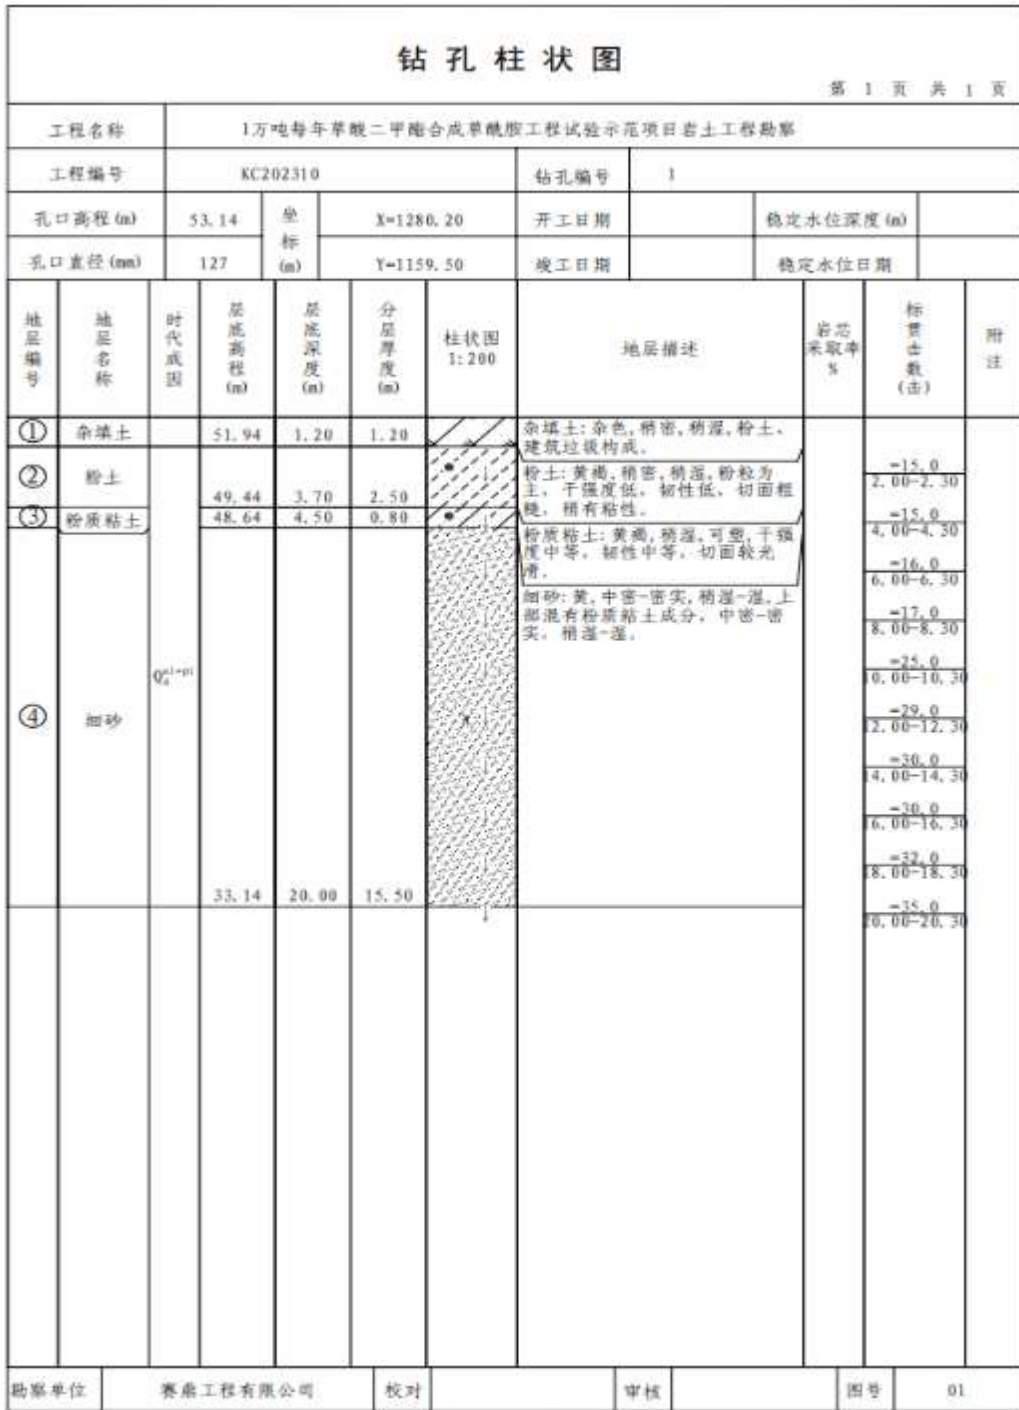 钻孔柱状图
第 1 页 共 1 页
工程名称 1万吨每年草酸二甲酯合成草酰胺工程试验示范项目岩土工程勘察
工程编号 KC202310 钻孔编号 1
孔口高程(m) 53.14 坐标(m) X=1280.20 开工日期 稳定水位深度(m)
孔口直径(mm) 127 Y=1159.50 竣工日期 稳定水位日期
地层编号 地层名称 时代成因 层底高程(m) 层底深度(m) 分层厚度(m) 柱状图 1:200 地层描述 岩芯采取率% 标贯击数(击) 附注
① 杂填土 51.94 1.20 1.20 杂填土:杂色,稍密,稍湿,粉土、
建筑垃圾构成。
② 粉土 49.44 3.70 2.50 粉土:黄褐,稍密,稍湿,粉粒为
主,干强度低,韧性低,切面粗
糙,稍有粘性。
③ 粉质粘土 48.64 4.50 0.80 粉质粘土:黄褐,稍湿,可塑,干强
度中等,韧性中等,切面较光
滑。
④ 细砂 Q4al+pl 33.14 20.00 15.50 细砂:黄,中密-密实,稍湿-湿,上
部混有粉质粘土成分,中密-密
实,稍湿-湿。
=15.0
2.00-2.30
=15.0
4.00-4.30
=16.0
6.00-6.30
=17.0
8.00-8.30
=25.0
10.00-10.30
=29.0
12.00-12.30
=30.0
14.00-14.30
=30.0
16.00-16.30
=32.0
18.00-18.30
=35.0
20.00-20.30
勘察单位 赛鼎工程有限公司 校对 审核 图号 01